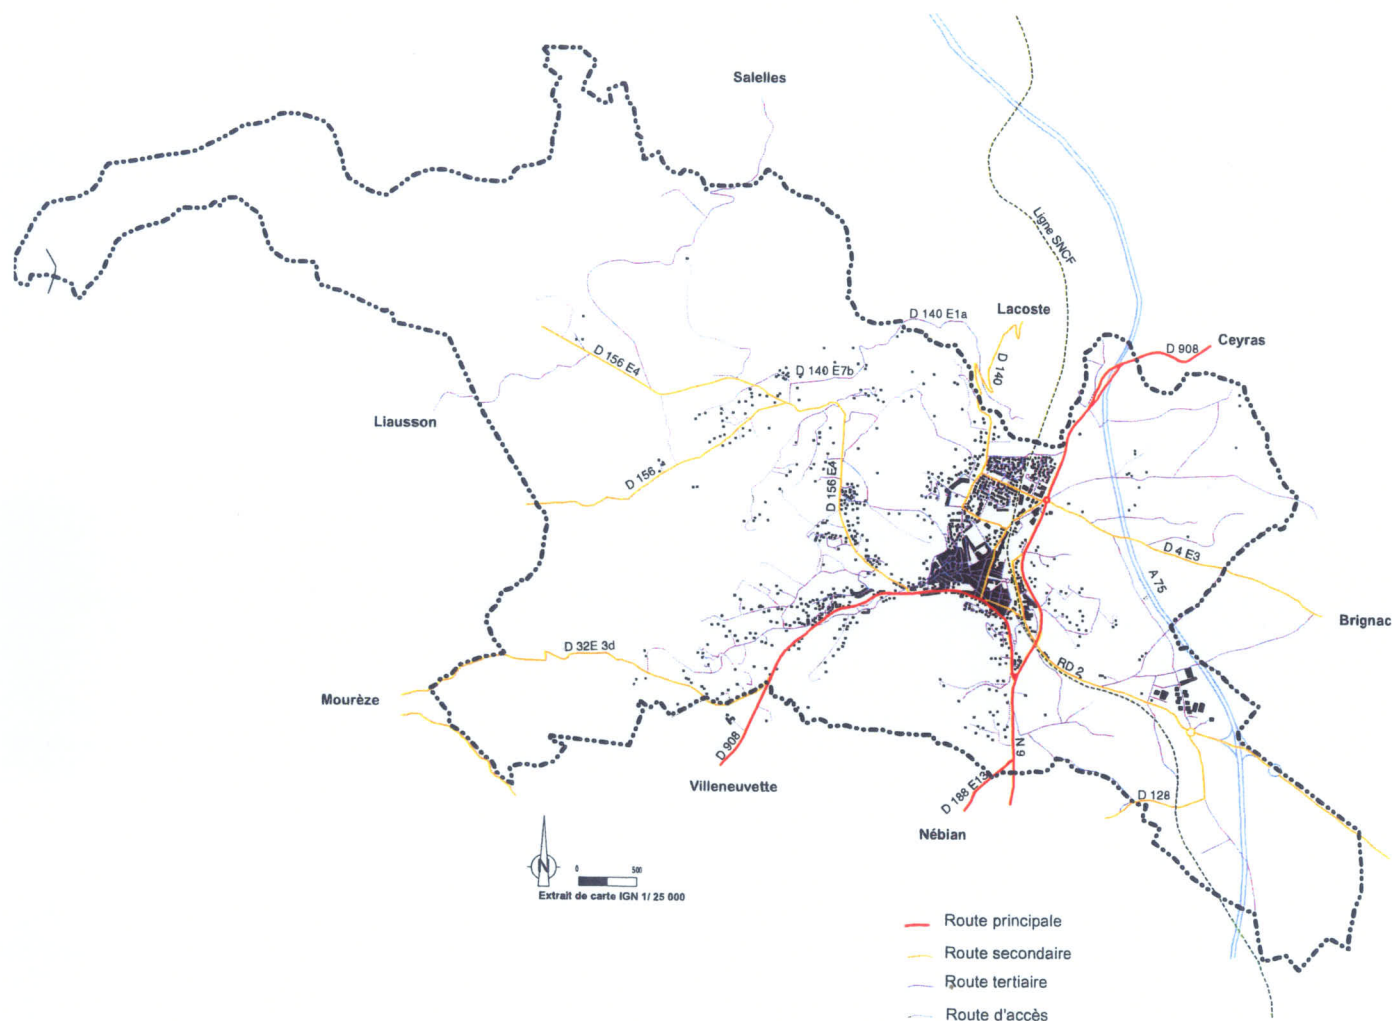 Salelles
Ligne SNCF
D 140 E1a
Lacoste
D 908
Ceyras
D 156 E4
D 140 E7b
D 140
Liausson
D 156
D 156 E4
D 4 E3
A 75
Brignac
D 32E 3d
RD 2
Mourèze
D 908
N 9
Villeneuvette
D 188 E13
D 128
Nébian
N
0 500
Extrait de carte IGN 1/ 25 000
Route principale
Route secondaire
Route tertiaire
Route d'accès